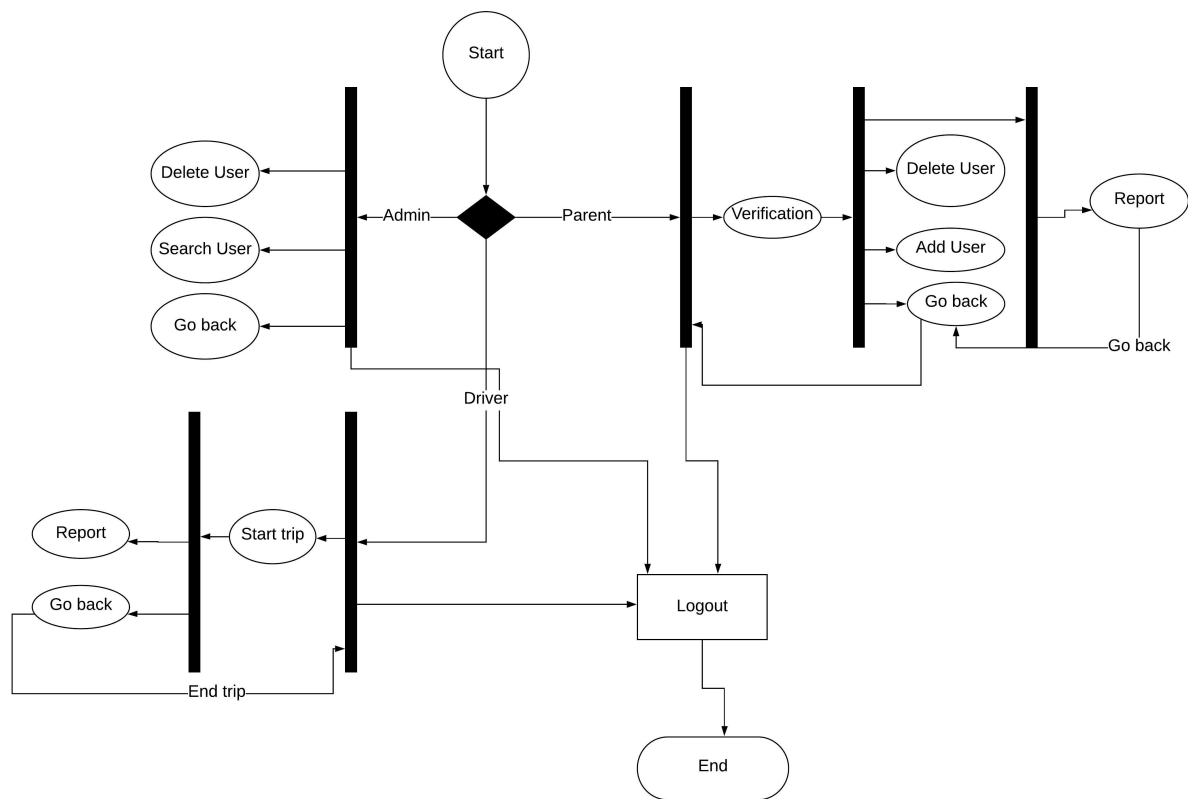 Start
Delete User
Delete User
Verification
Report
Admin
Parent
Search User
Add User
Go back
Go back
Go back
Driver
Report
Start trip
Go back
Logout
End trip
End